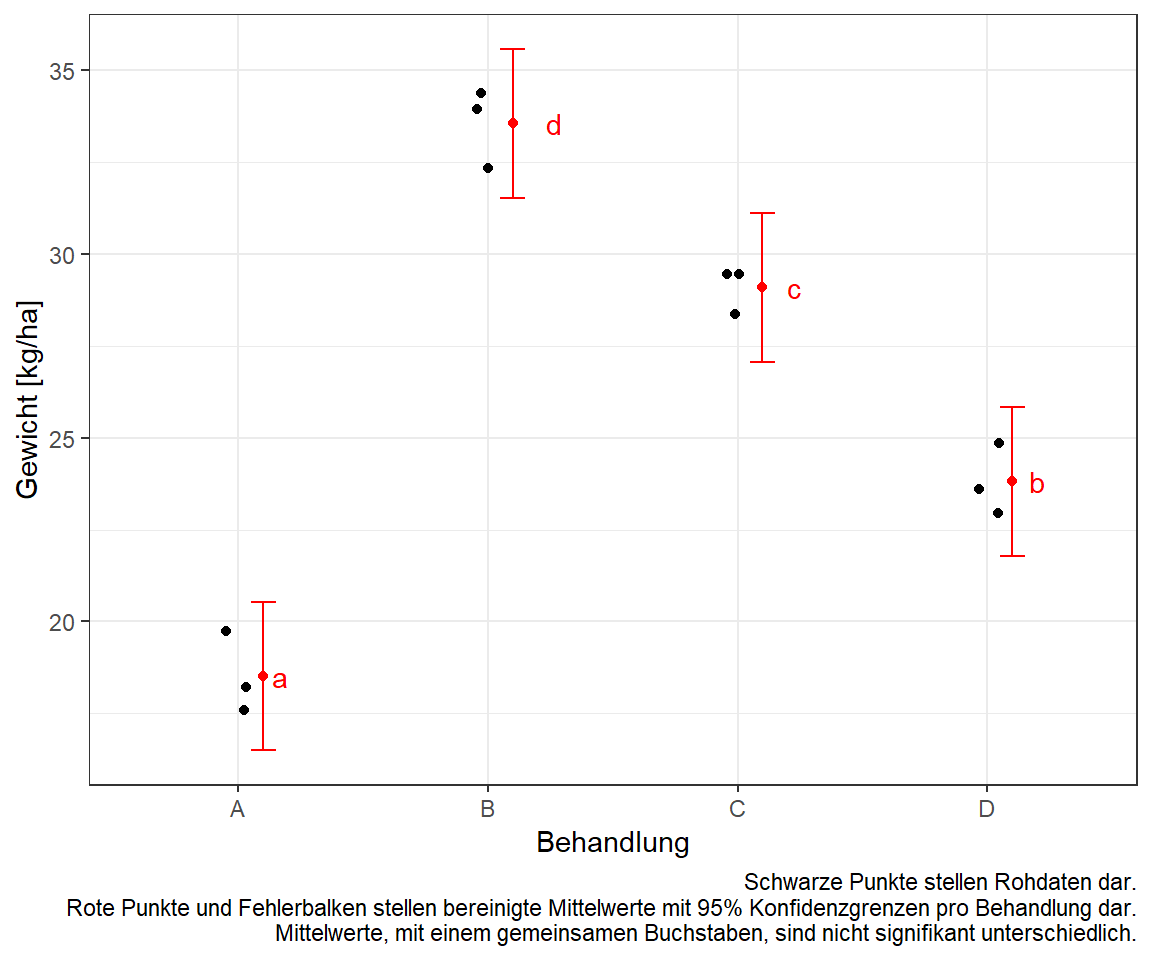 Gewicht [kg/ha]
35
30
25
20
d
c
b
a
A
B
C
D
Behandlung
Schwarze Punkte stellen Rohdaten dar.
Rote Punkte und Fehlerbalken stellen bereinigte Mittelwerte mit 95% Konfidenzgrenzen pro Behandlung dar.
Mittelwerte, mit einem gemeinsamen Buchstaben, sind nicht signifikant unterschiedlich.